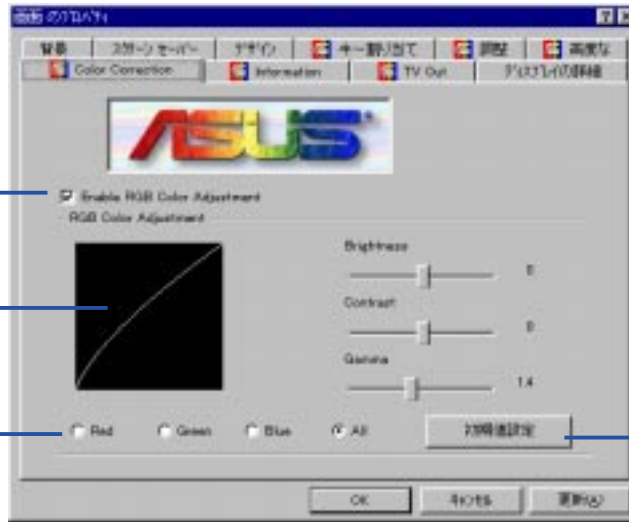 画面 のプロパティ
背景 スクリーン セーバー デザイン キー割り当て 調整 高度な
Color Correction Information TV Out ディスプレイの詳細
ASUS
Enable RGB Color Adjustment
RGB Color Adjustment
Brightness
0
Contrast
0
Gamma
1.4
Red Green Blue All 初期値設定
OK キャンセル 更新(A)